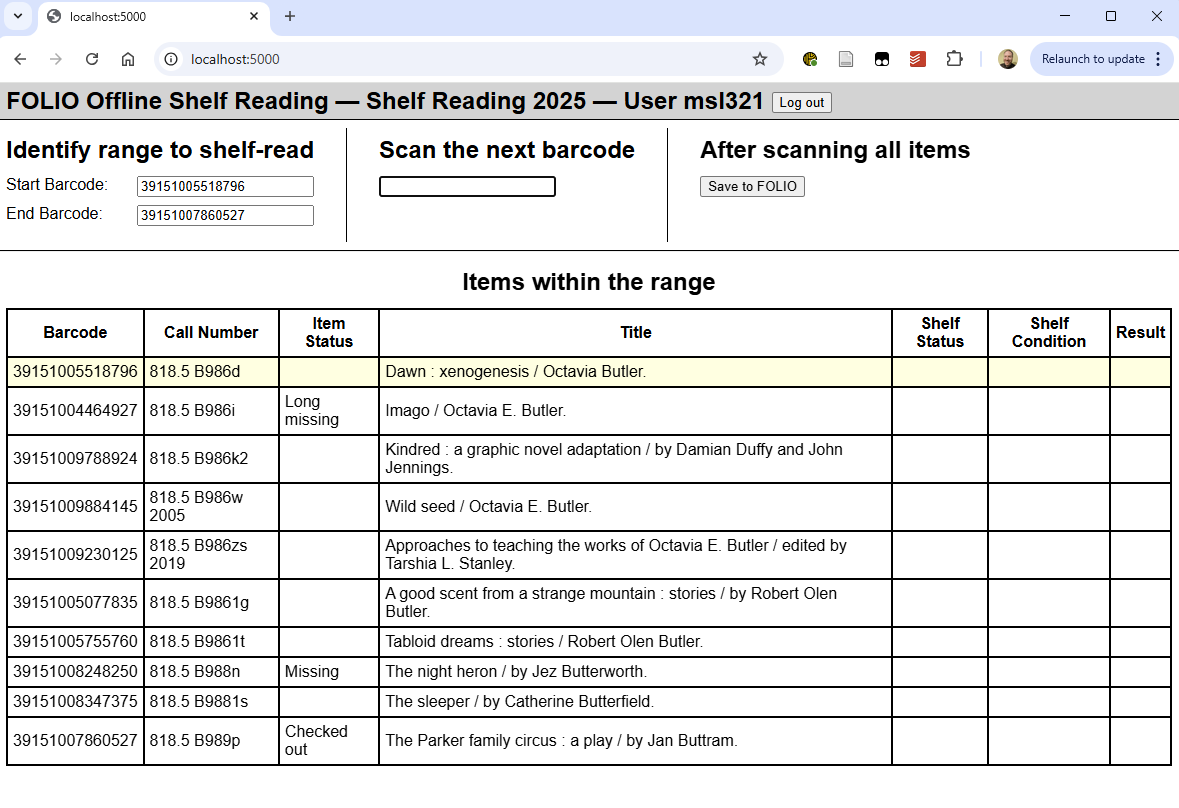 localhost:5000
localhost:5000
Relaunch to update
FOLIO Offline Shelf Reading — Shelf Reading 2025 — User msl321 Log out
Identify range to shelf-read
Start Barcode: 39151005518796
End Barcode: 39151007860527
Scan the next barcode
After scanning all items
Save to FOLIO
Items within the range
Barcode Call Number Item Status Title Shelf Status Shelf Condition Result
39151005518796 818.5 B986d Dawn : xenogenesis / Octavia Butler.
39151004464927 818.5 B986i Long missing Imago / Octavia E. Butler.
39151009788924 818.5 B986k2 Kindred : a graphic novel adaptation / by Damian Duffy and John Jennings.
39151009884145 818.5 B986w 2005 Wild seed / Octavia E. Butler.
39151009230125 818.5 B986zs 2019 Approaches to teaching the works of Octavia E. Butler / edited by Tarshia L. Stanley.
39151005077835 818.5 B9861g A good scent from a strange mountain : stories / by Robert Olen Butler.
39151005755760 818.5 B9861t Tabloid dreams : stories / Robert Olen Butler.
39151008248250 818.5 B988n Missing The night heron / by Jez Butterworth.
39151008347375 818.5 B9881s The sleeper / by Catherine Butterfield.
39151007860527 818.5 B989p Checked out The Parker family circus : a play / by Jan Buttram.